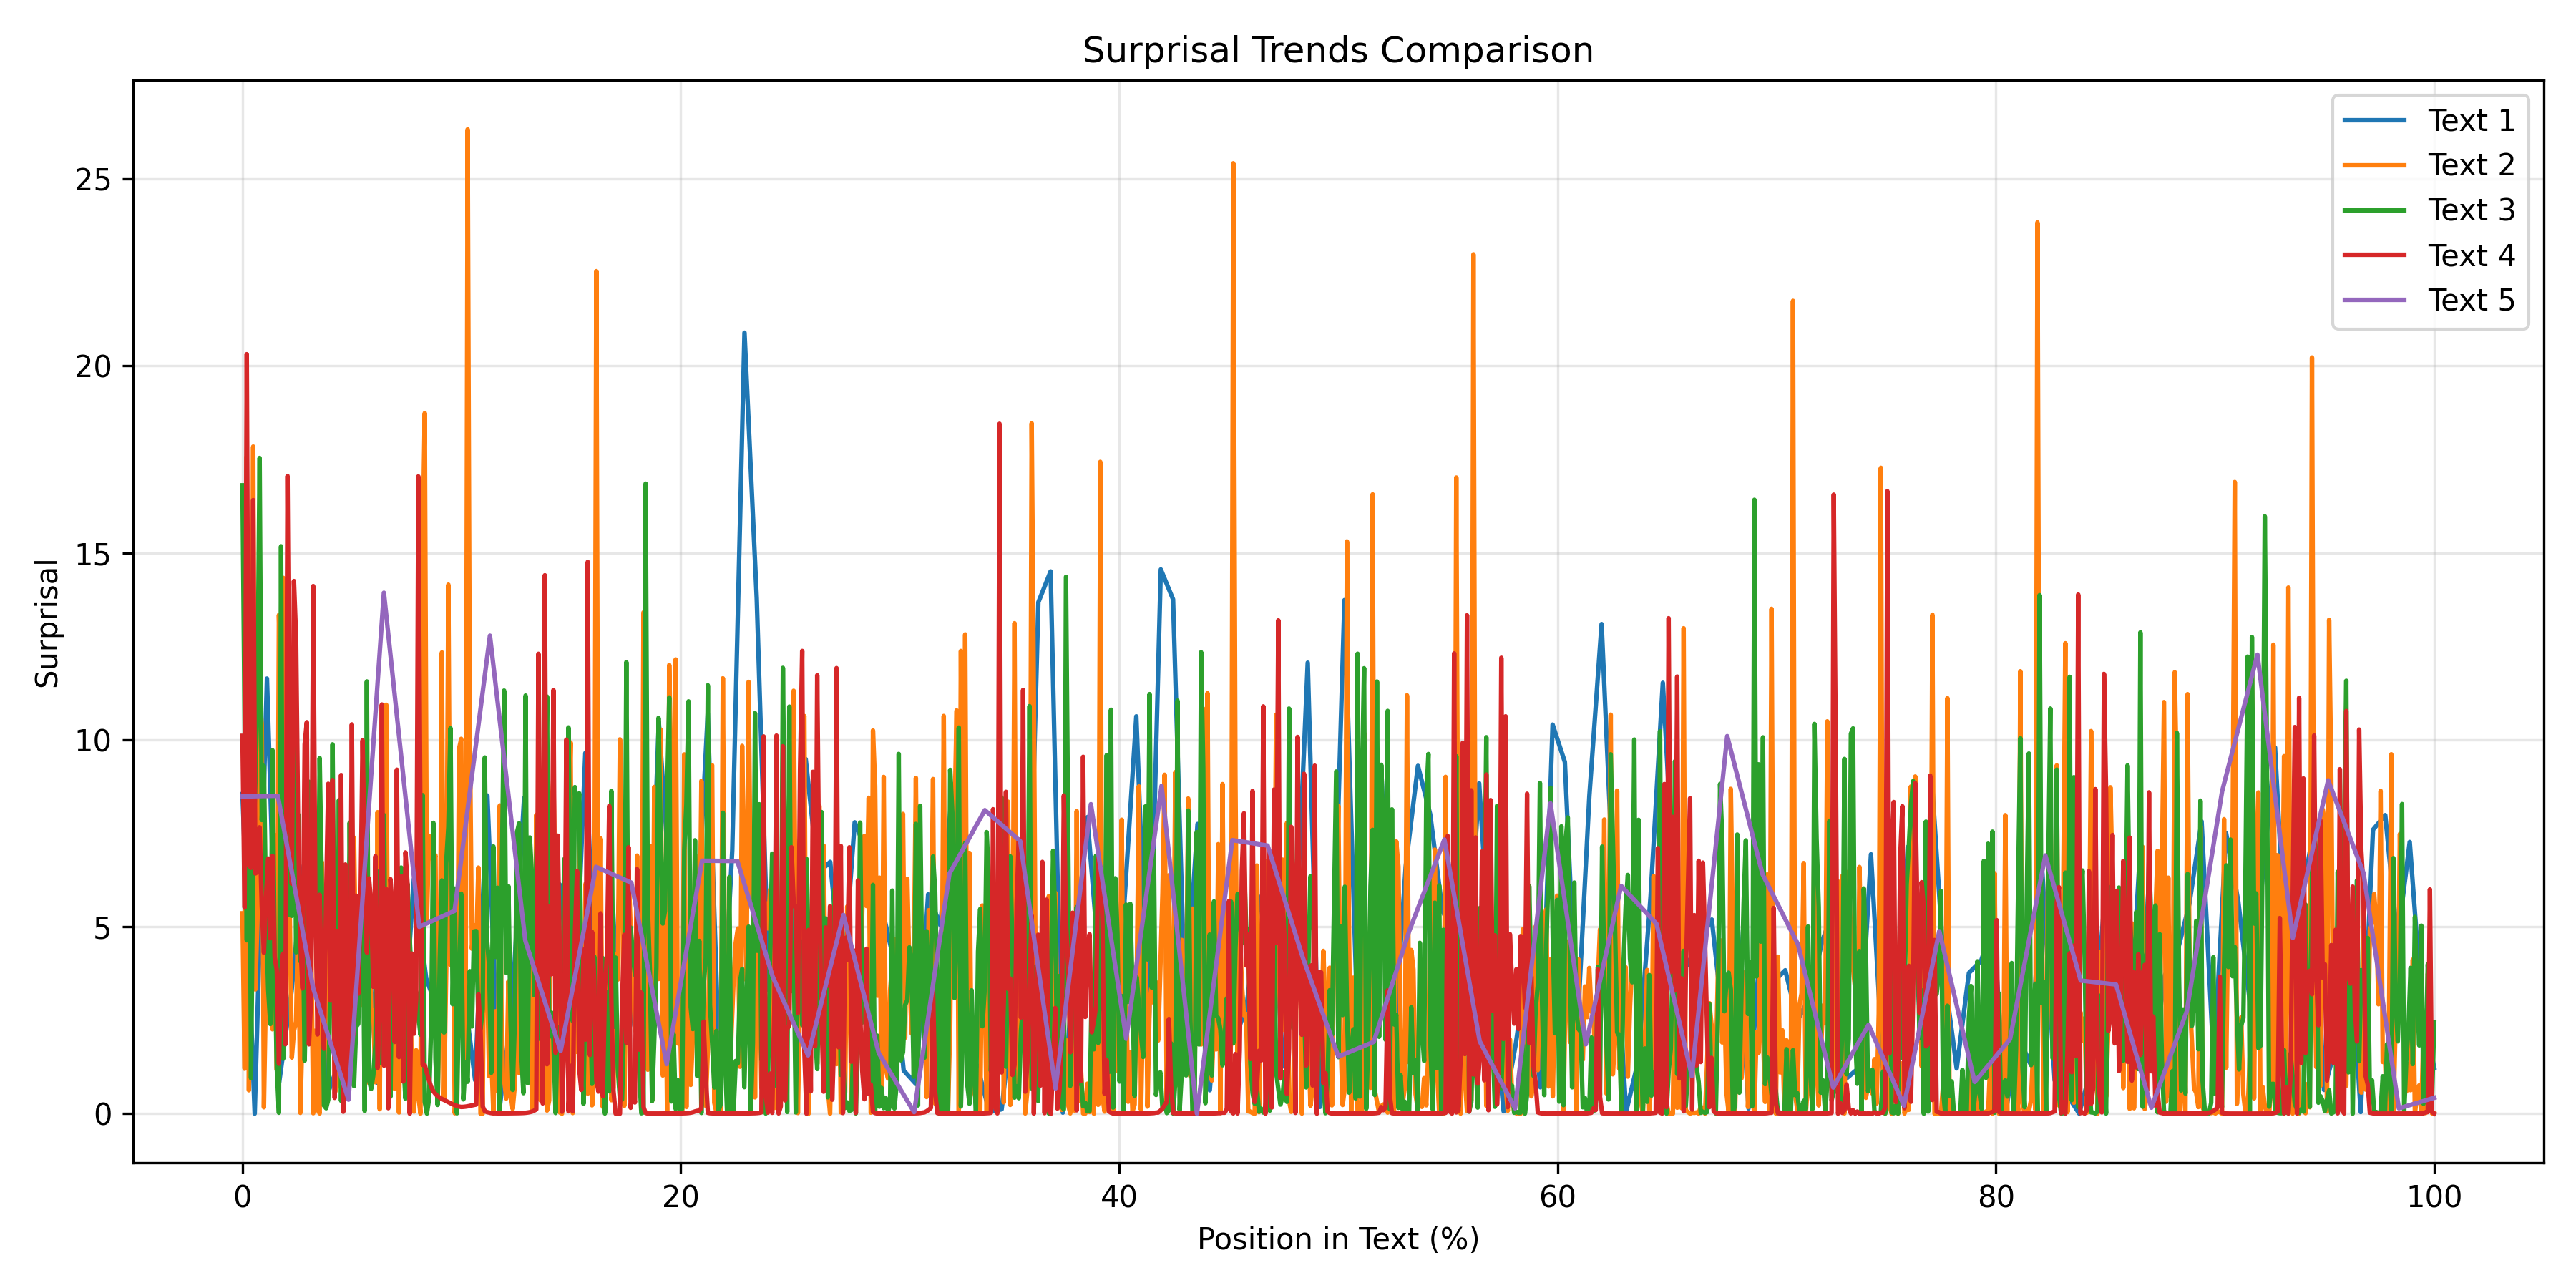 Surprisal Trends Comparison
Text 1
Text 2
Text 3
Text 4
Text 5
25
20
15
10
5
0
Surprisal
0 20 40 60 80 100
Position in Text (%)